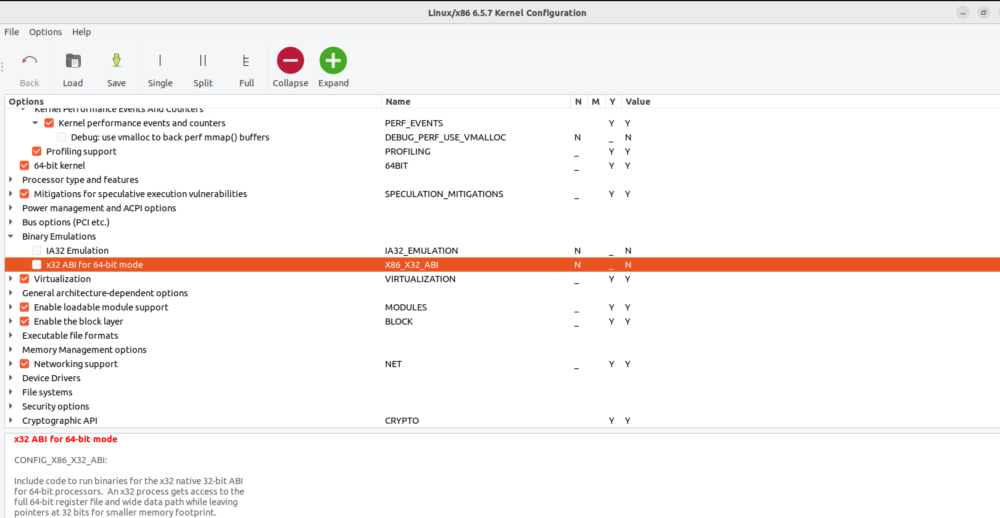 Linux/x86 6.5.7 Kernel Configuration
File Options Help
Back Load Save Single Split Full Collapse Expand
Options Name N M Y Value
Kernel Performance Events And Counters
Kernel performance events and counters PERF_EVENTS Y Y
Debug: use vmalloc to back perf mmap() buffers DEBUG_PERF_USE_VMALLOC N _ N
Profiling support PROFILING _ Y Y
64-bit kernel 64BIT _ Y Y
Processor type and features
Mitigations for speculative execution vulnerabilities SPECULATION_MITIGATIONS _ Y Y
Power management and ACPI options
Bus options (PCI etc.)
Binary Emulations
IA32 Emulation IA32_EMULATION N _ N
x32 ABI for 64-bit mode X86_X32_ABI N _ N
Virtualization VIRTUALIZATION _ Y Y
General architecture-dependent options
Enable loadable module support MODULES _ Y Y
Enable the block layer BLOCK _ Y Y
Executable file formats
Memory Management options
Networking support NET _ Y Y
Device Drivers
File systems
Security options
Cryptographic API CRYPTO Y Y
x32 ABI for 64-bit mode
CONFIG_X86_X32_ABI:
Include code to run binaries for the x32 native 32-bit ABI
for 64-bit processors. An x32 process gets access to the
full 64-bit register file and wide data path while leaving
pointers at 32 bits for smaller memory footprint.